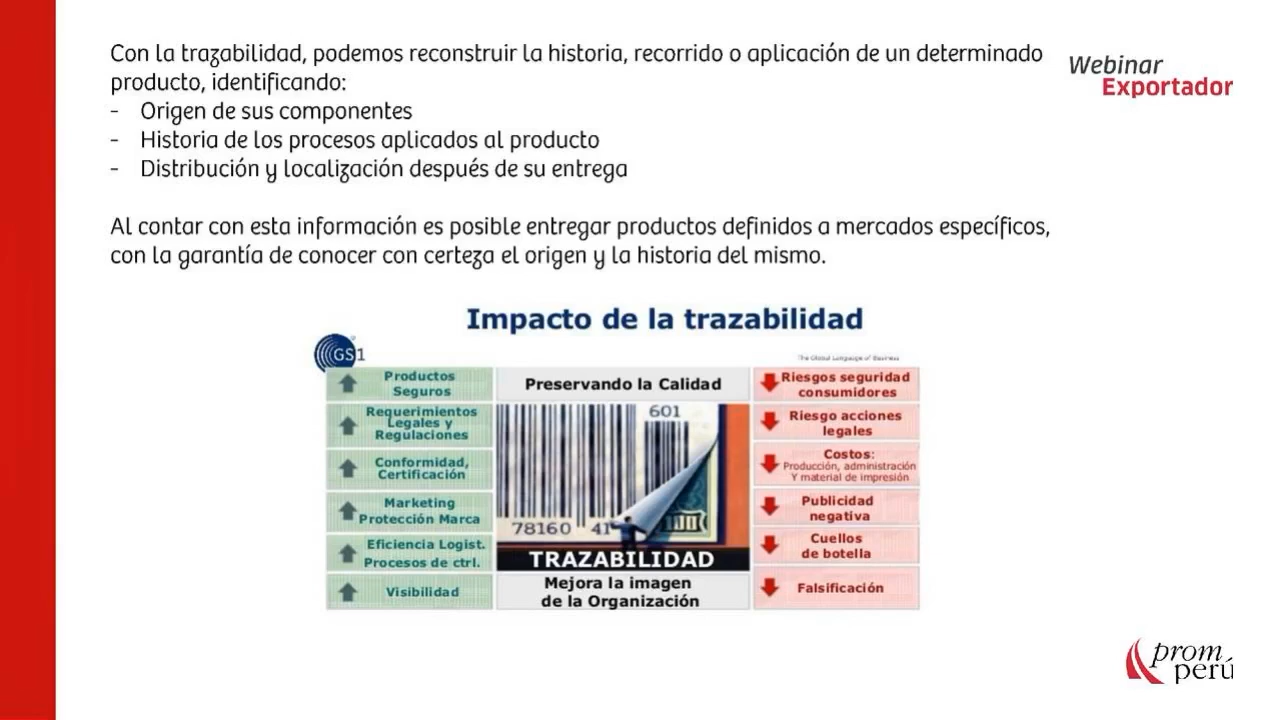 Con la trazabilidad, podemos reconstruir la historia, recorrido o aplicación de un determinado
producto, identificando:
- Origen de sus componentes
- Historia de los procesos aplicados al producto
- Distribución y localización después de su entrega
Al contar con esta información es posible entregar productos definidos a mercados específicos,
con la garantía de conocer con certeza el origen y la historia del mismo.
Webinar
Exportador
Impacto de la trazabilidad
GS1
The Global Language of Business
Productos
Seguros
Requerimientos
Legales y
Regulaciones
Conformidad,
Certificación
Marketing
Protección Marca
Eficiencia Logist.
Procesos de ctrl.
Visibilidad
Preservando la Calidad
601
78160 41
TRAZABILIDAD
Mejora la imagen
de la Organización
Riesgos seguridad
consumidores
Riesgo acciones
legales
Costos:
Producción, administración
Y material de impresión
Publicidad
negativa
Cuellos
de botella
Falsificación
prom
perú